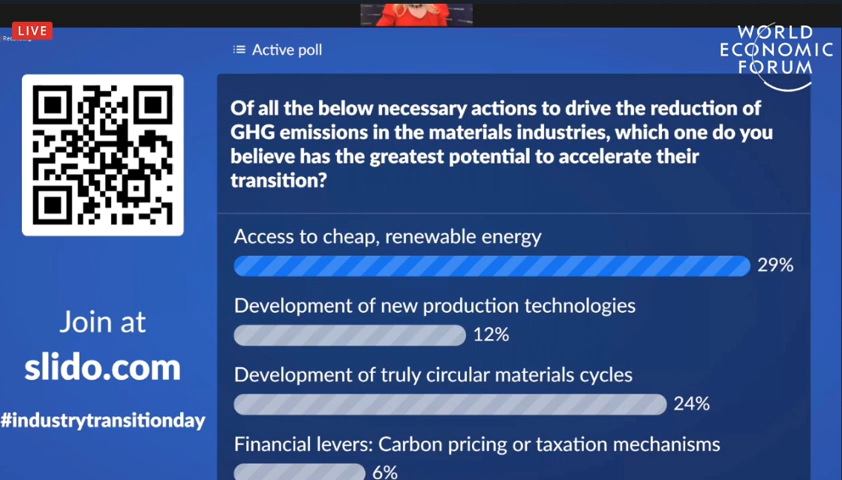 LIVE
Active poll
WORLD
ECONOMIC
FORUM
Of all the below necessary actions to drive the reduction of
GHG emissions in the materials industries, which one do you
believe has the greatest potential to accelerate their
transition?
Access to cheap, renewable energy
29%
Development of new production technologies
12%
Development of truly circular materials cycles
24%
Financial levers: Carbon pricing or taxation mechanisms
6%
Join at
slido.com
#industrytransitionday